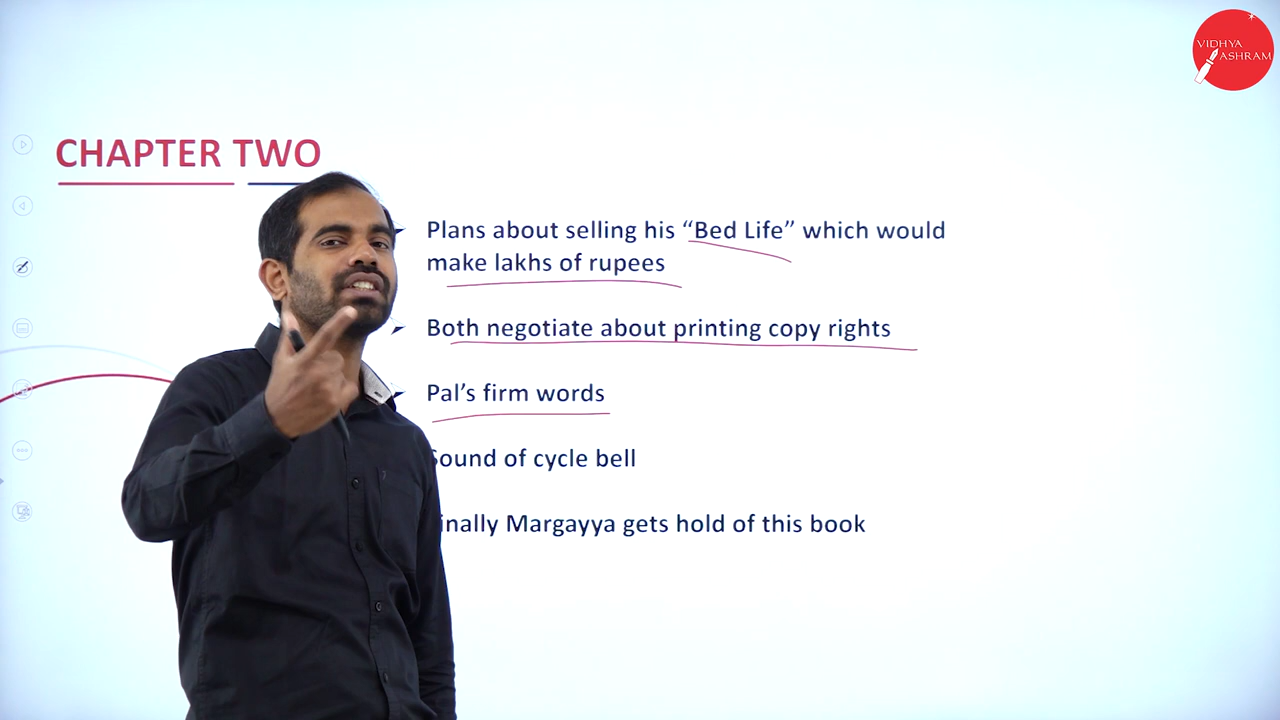 VIDHYA
ASHRAM
CHAPTER TWO
Plans about selling his “Bed Life” which would
make lakhs of rupees
Both negotiate about printing copy rights
Pal’s firm words
Sound of cycle bell
inally Margayya gets hold of this book